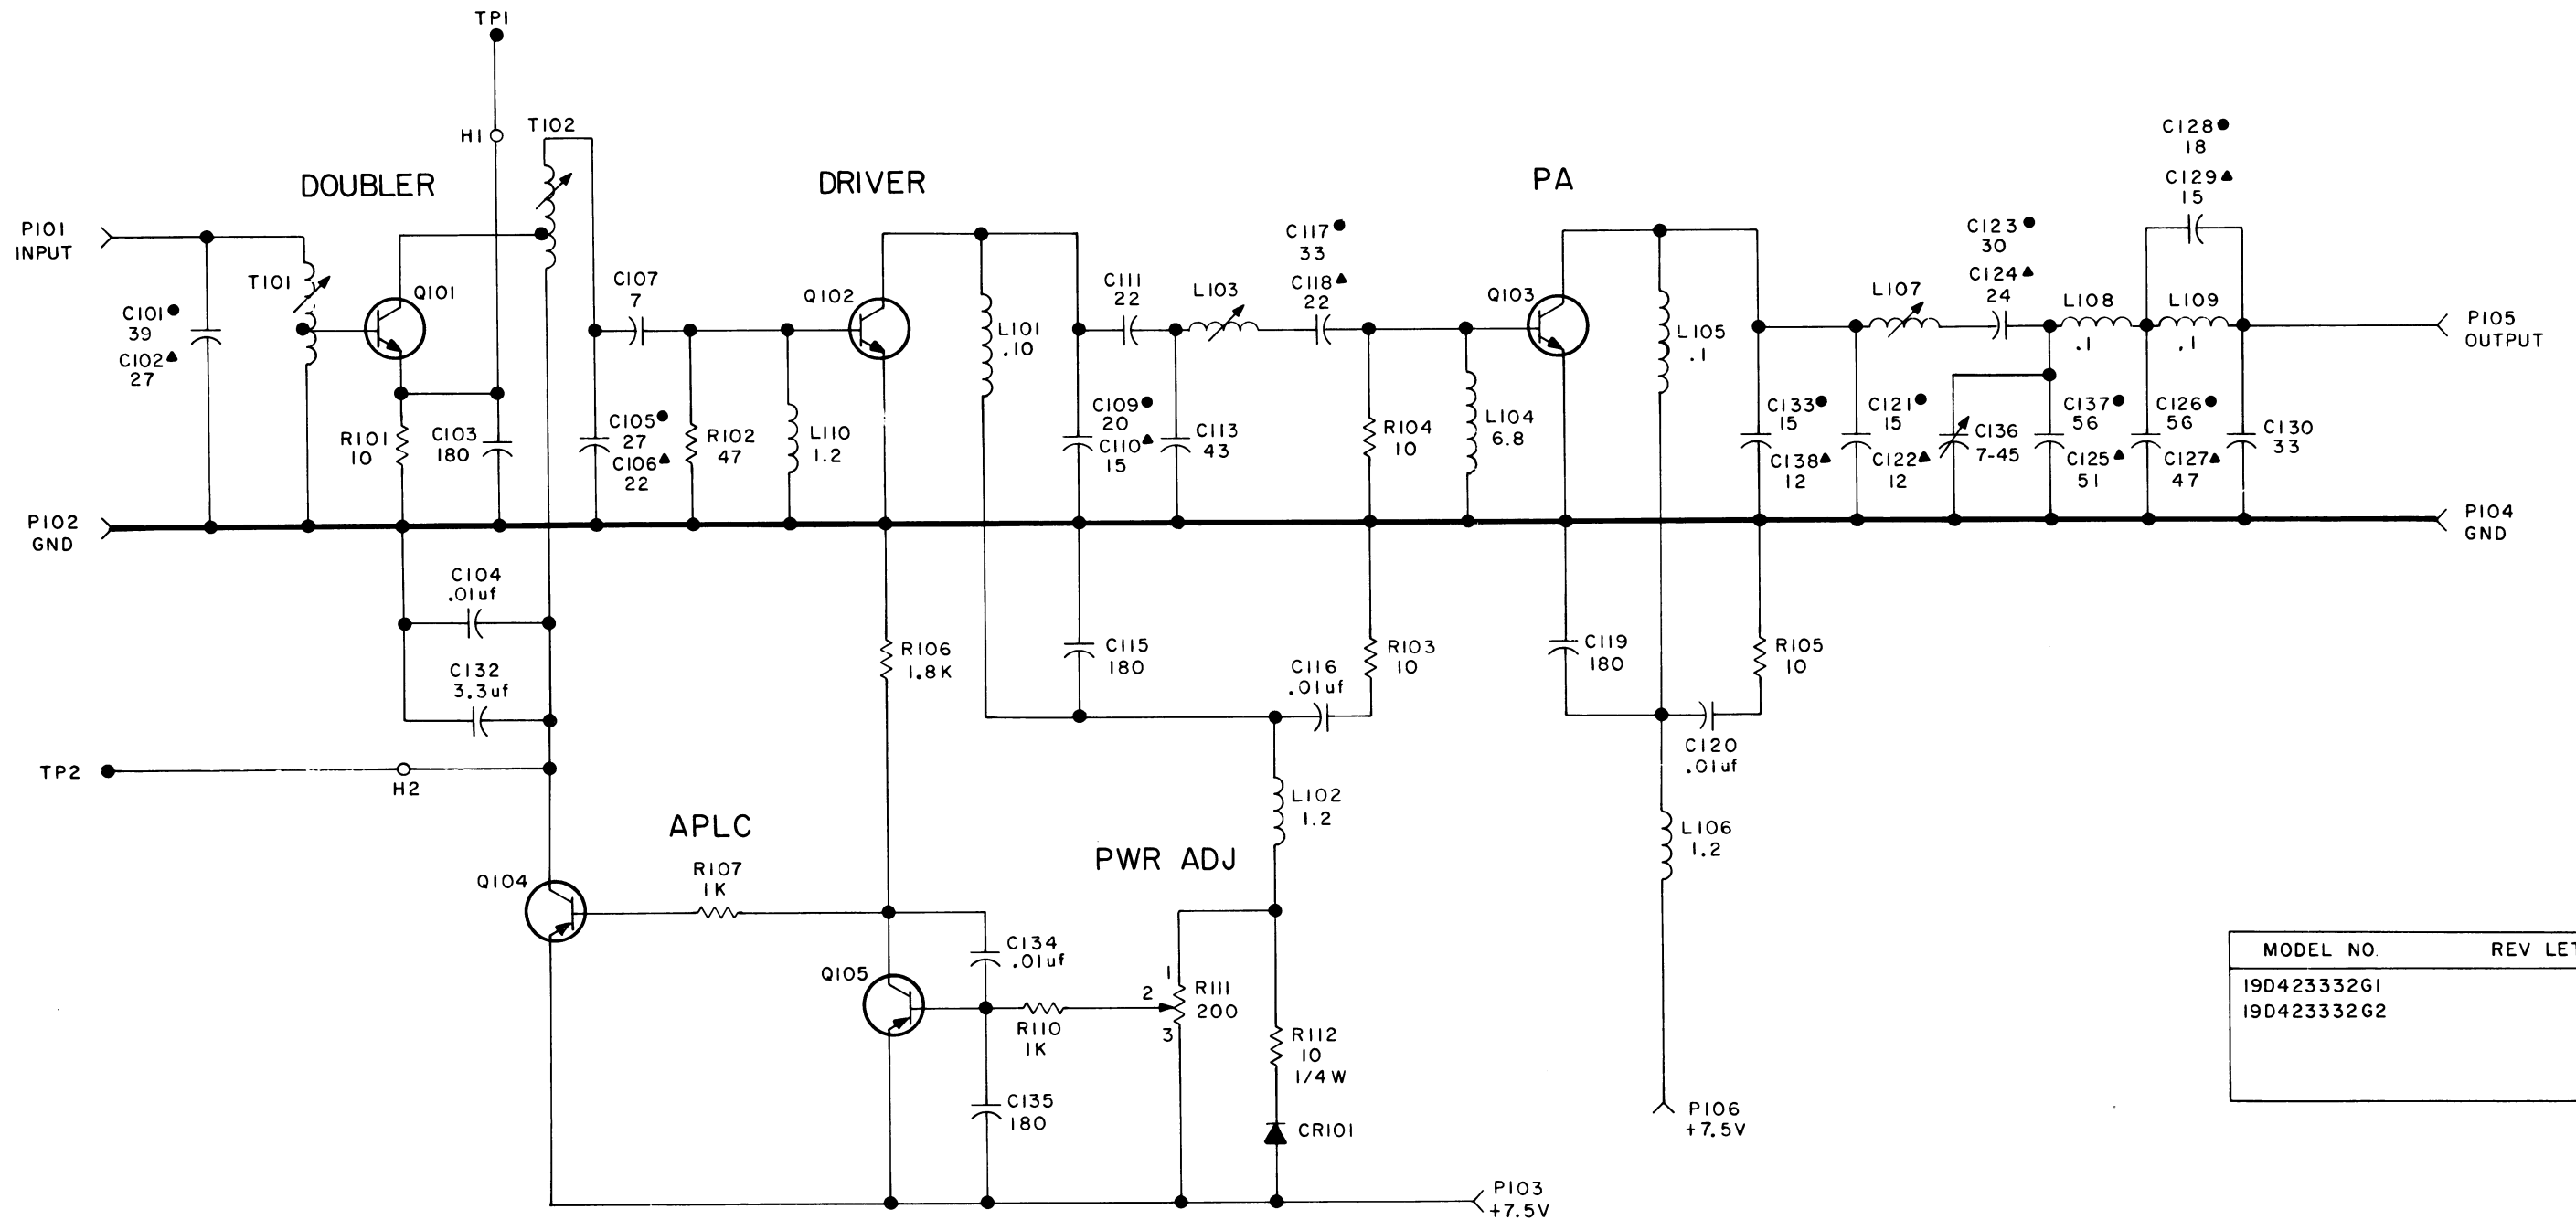 TP1
H1
T102
DOUBLER
DRIVER
PA
C128●
18
C129▲
15
P101
INPUT
T101
Q101
C101●
39
C102▲
27
C107
7
Q102
L101
.10
C111
22
L103
C117●
33
C118▲
22
Q103
L105
.1
L107
C123●
30
C124▲
24
L108
.1
L109
.1
P105
OUTPUT
R101
10
C103
180
C105●
27
C106▲
22
R102
47
L110
1.2
C109●
20
C110▲
15
C113
43
R104
10
L104
6.8
C133●
15
C138▲
12
C121●
15
C122▲
12
C136
7-45
C137●
56
C125▲
51
C126●
56
C127▲
47
C130
33
P102
GND
P104
GND
C104
.01uf
C132
3.3uf
R106
1.8K
C115
180
C116
.01uf
R103
10
C119
180
R105
10
C120
.01uf
TP2
H2
L102
1.2
L106
1.2
APLC
PWR ADJ
Q104
R107
1K
Q105
C134
.01uf
R110
1K
1
2
3
R111
200
R112
10
1/4W
C135
180
CR101
P106
+7.5V
P103
+7.5V
MODEL NO. REV LET
19D423332G1
19D423332G2